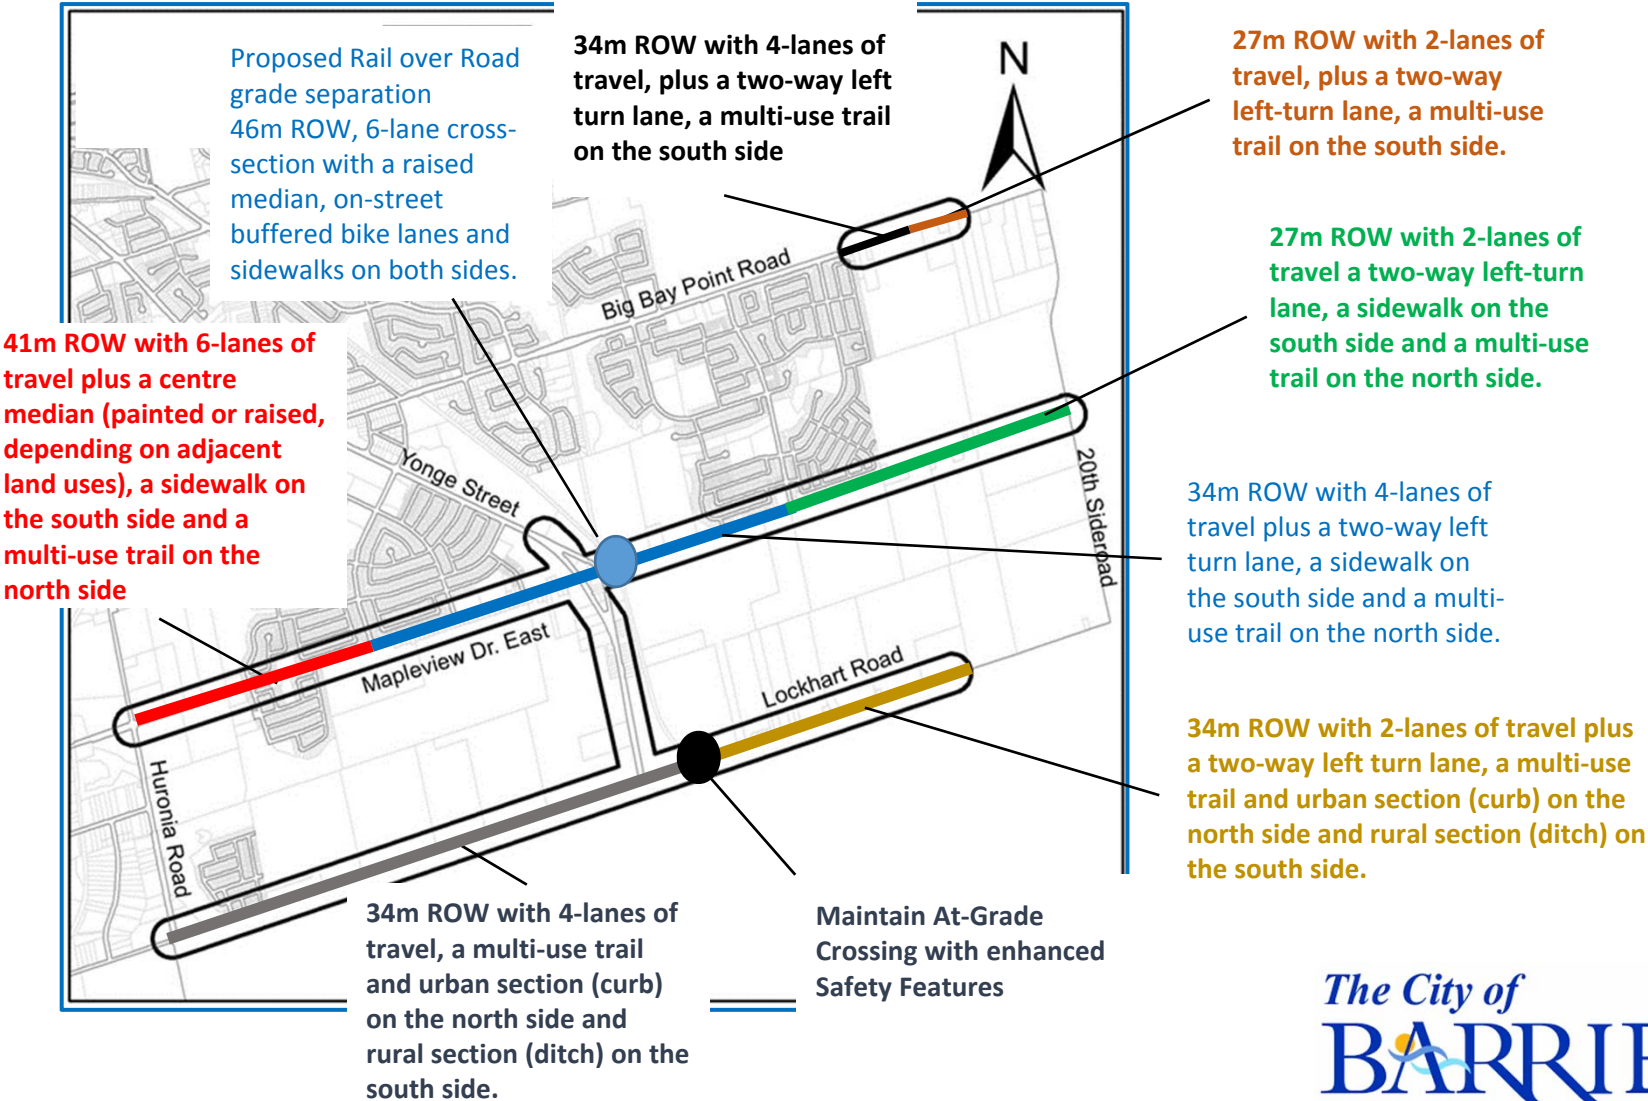 Proposed Rail over Road
grade separation
46m ROW, 6-lane cross-
section with a raised
median, on-street
buffered bike lanes and
sidewalks on both sides.
34m ROW with 4-lanes of
travel, plus a two-way left
turn lane, a multi-use trail
on the south side
N
27m ROW with 2-lanes of
travel, plus a two-way
left-turn lane, a multi-use
trail on the south side.
27m ROW with 2-lanes of
travel a two-way left-turn
lane, a sidewalk on the
south side and a multi-use
trail on the north side.
41m ROW with 6-lanes of
travel plus a centre
median (painted or raised,
depending on adjacent
land uses), a sidewalk on
the south side and a
multi-use trail on the
north side
Big Bay Point Road
Yonge Street
20th Sideroad
Mapleview Dr. East
Lockhart Road
Huronia Road
34m ROW with 4-lanes of
travel plus a two-way left
turn lane, a sidewalk on
the south side and a multi-
use trail on the north side.
34m ROW with 2-lanes of travel plus
a two-way left turn lane, a multi-use
trail and urban section (curb) on the
north side and rural section (ditch) on
the south side.
34m ROW with 4-lanes of
travel, a multi-use trail
and urban section (curb)
on the north side and
rural section (ditch) on the
south side.
Maintain At-Grade
Crossing with enhanced
Safety Features
The City of
BARRIE